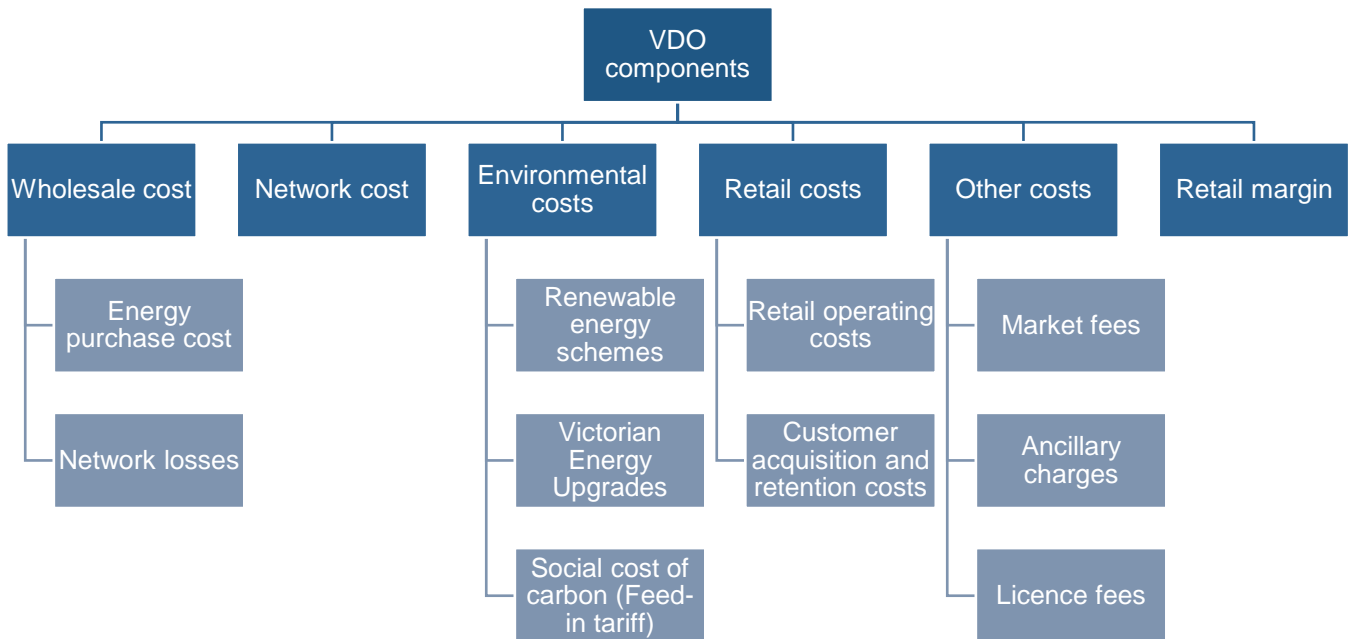 VDO
components
Wholesale cost
Network cost
Environmental
costs
Retail costs
Other costs
Retail margin
Energy
purchase cost
Network losses
Renewable
energy
schemes
Victorian
Energy
Upgrades
Social cost of
carbon (Feed-
in tariff)
Retail operating
costs
Customer
acquisition and
retention costs
Market fees
Ancillary
charges
Licence fees